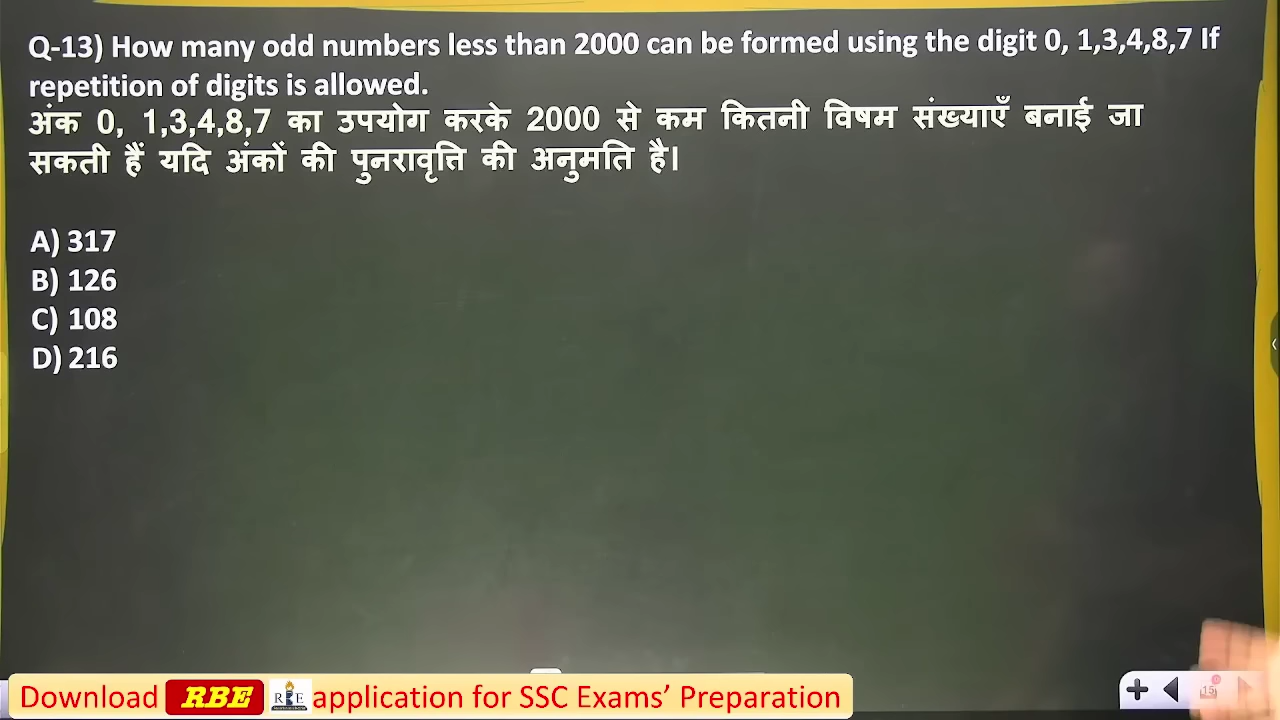 Q-13) How many odd numbers less than 2000 can be formed using the digit 0, 1,3,4,8,7 If
repetition of digits is allowed.
अंक 0, 1,3,4,8,7 का उपयोग करके 2000 से कम कितनी विषम संख्याएँ बनाई जा
सकती हैं यदि अंकों की पुनरावृत्ति की अनुमति है।
A) 317
B) 126
C) 108
D) 216
Download RBE RBE application for SSC Exams’ Preparation
15